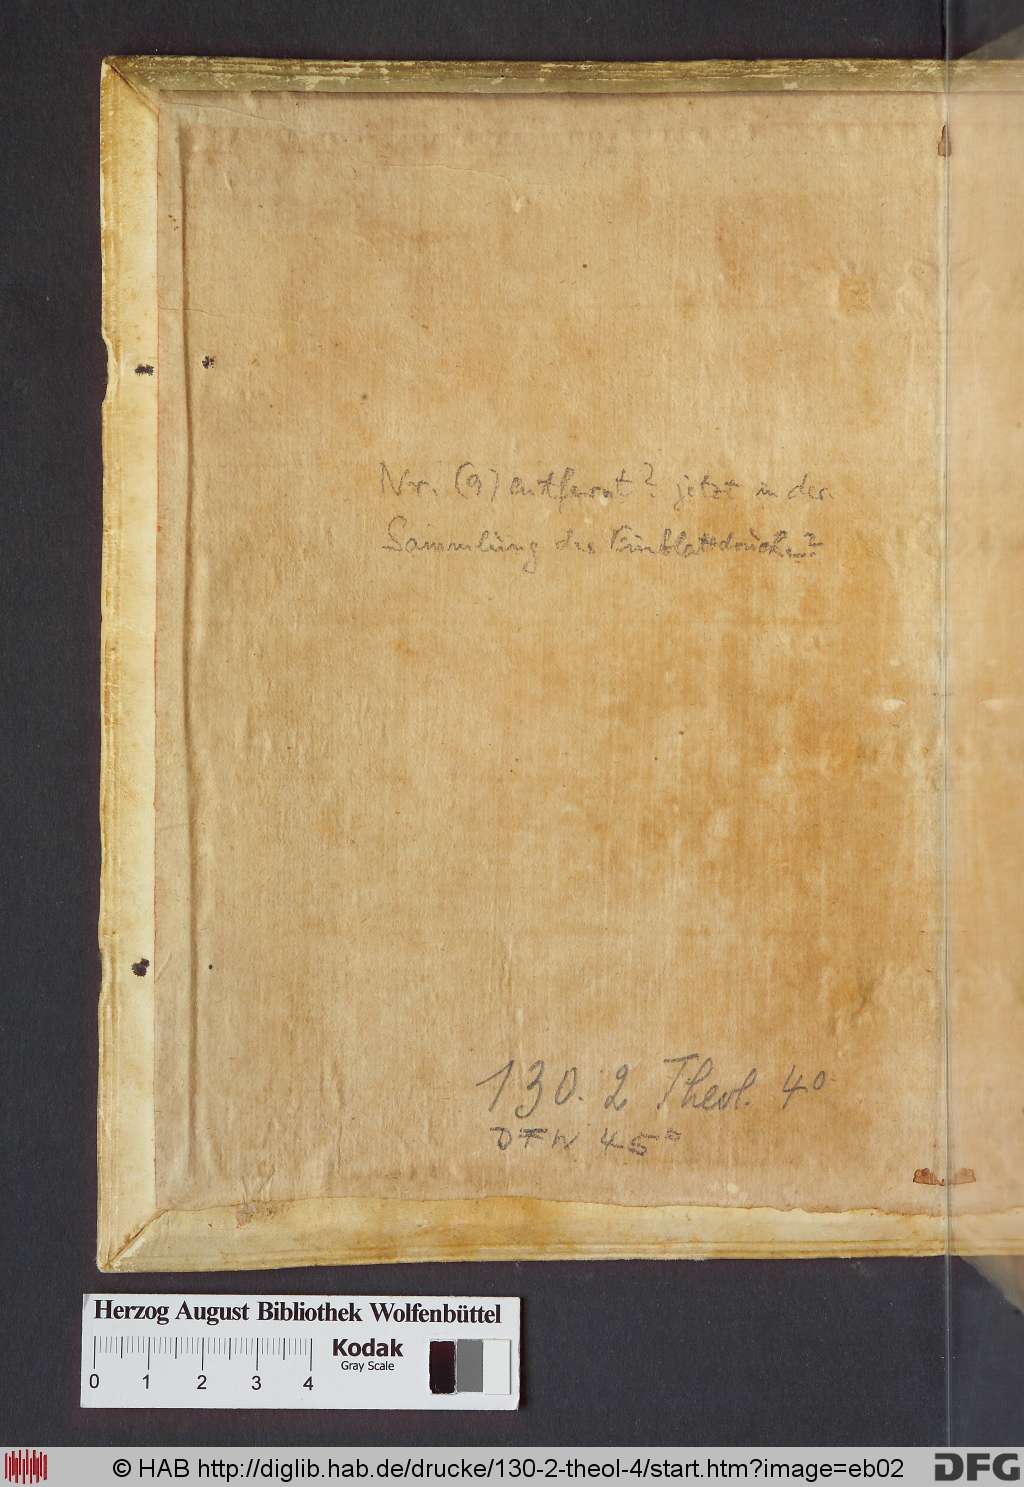 Nr. (9) entfernt? jetzt in der
Sammlung der Einblattdrucke?
130. 2 Theol. 4°
DFW 45°
Herzog August Bibliothek Wolfenbüttel
0 1 2 3 4
Kodak
Gray Scale
© HAB http://diglib.hab.de/drucke/130-2-theol-4/start.htm?image=eb02
DFG